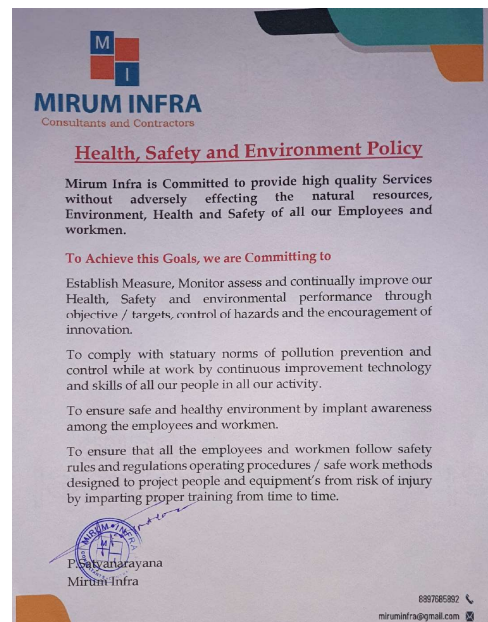 M
I
MIRUM INFRA
Consultants and Contractors
Health, Safety and Environment Policy
Mirum Infra is Committed to provide high quality Services
without adversely effecting the natural resources,
Environment, Health and Safety of all our Employees and
workmen.
To Achieve this Goals, we are Committing to
Establish Measure, Monitor assess and continually improve our
Health, Safety and environmental performance through
objective / targets, control of hazards and the encouragement of
innovation.
To comply with statuary norms of pollution prevention and
control while at work by continuous improvement technology
and skills of all our people in all our activity.
To ensure safe and healthy environment by implant awareness
among the employees and workmen.
To ensure that all the employees and workmen follow safety
rules and regulations operating procedures / safe work methods
designed to project people and equipment's from risk of injury
by imparting proper training from time to time.
MIRUM INFRA
P.Satyanarayana
Mirum Infra
8897685892
miruminfra@gmail.com